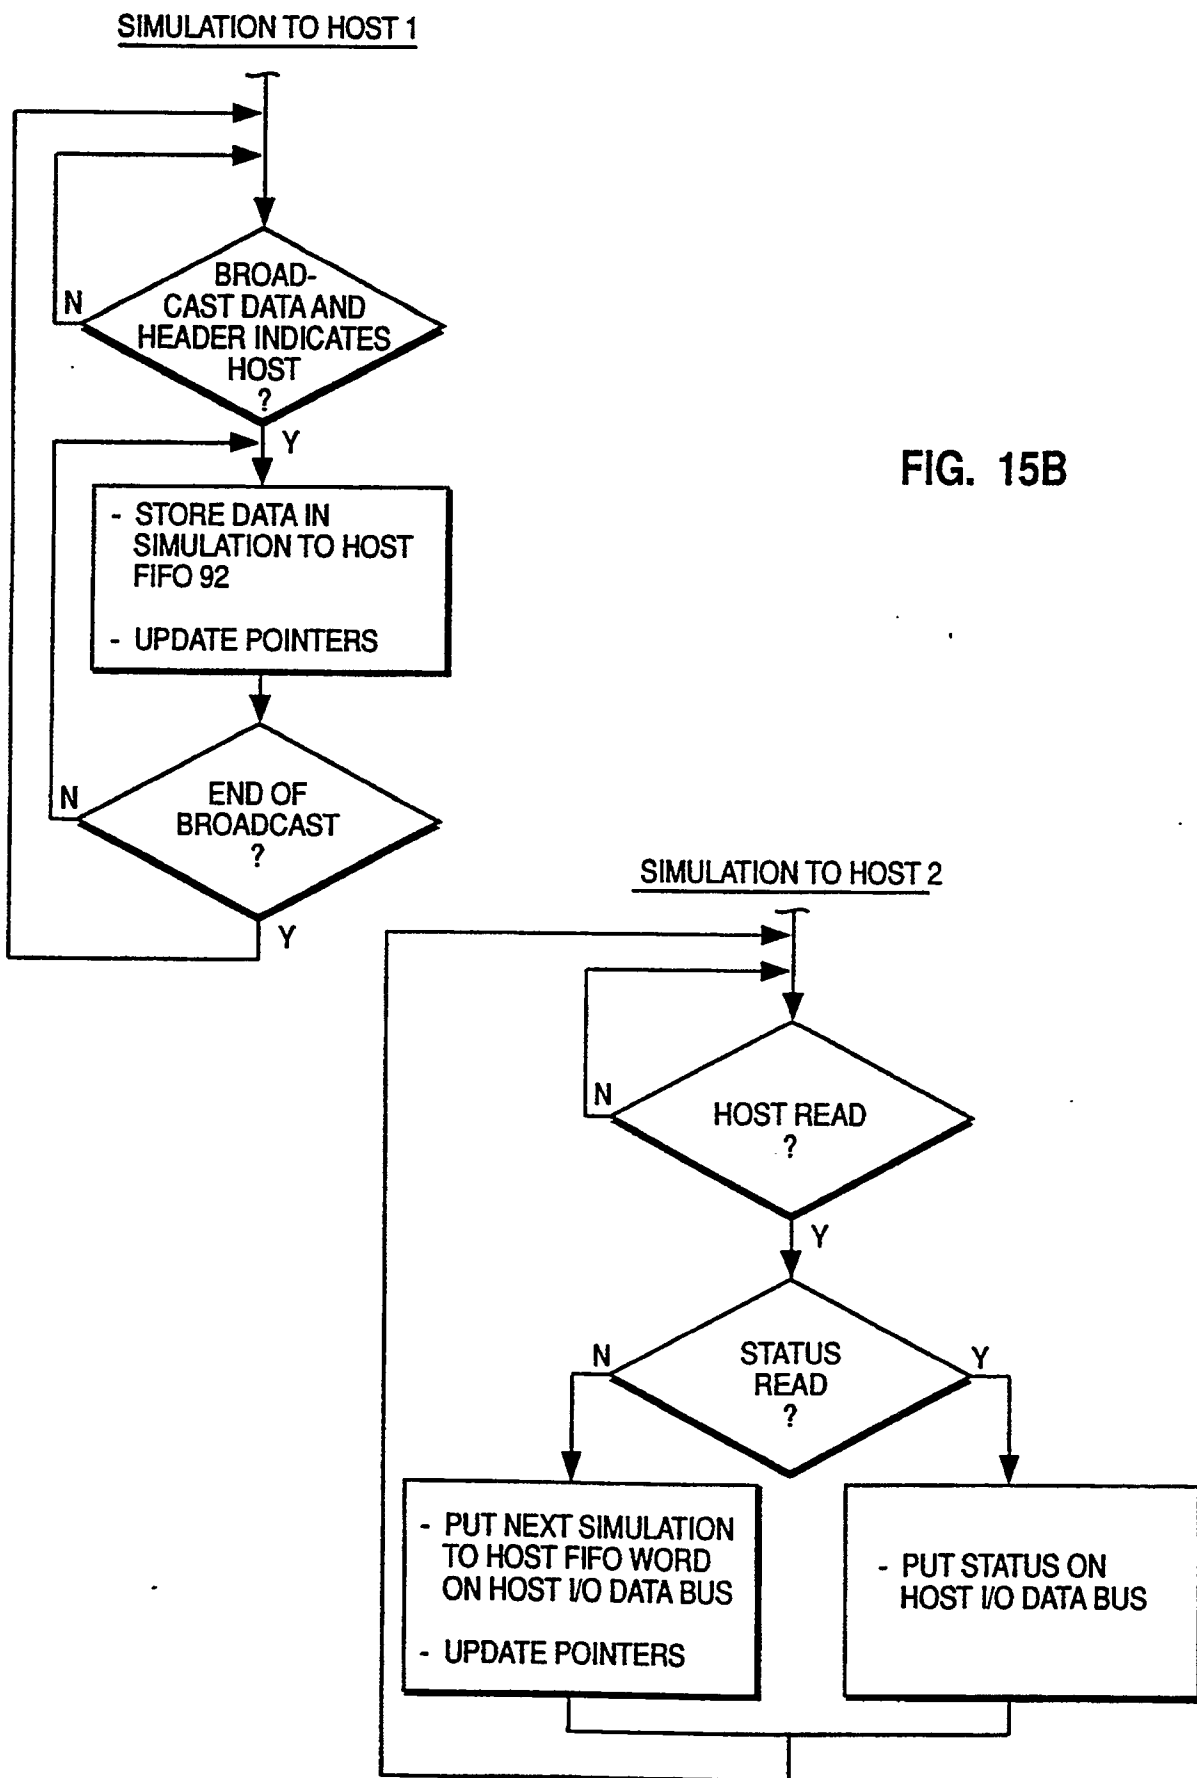 SIMULATION TO HOST 1
BROAD-
CAST DATA AND
HEADER INDICATES
HOST
?
N
Y
FIG. 15B
- STORE DATA IN
SIMULATION TO HOST
FIFO 92
- UPDATE POINTERS
END OF
BROADCAST
?
N
Y
SIMULATION TO HOST 2
HOST READ
?
N
Y
STATUS
READ
?
N
Y
- PUT NEXT SIMULATION
TO HOST FIFO WORD
ON HOST I/O DATA BUS
- UPDATE POINTERS
- PUT STATUS ON
HOST I/O DATA BUS